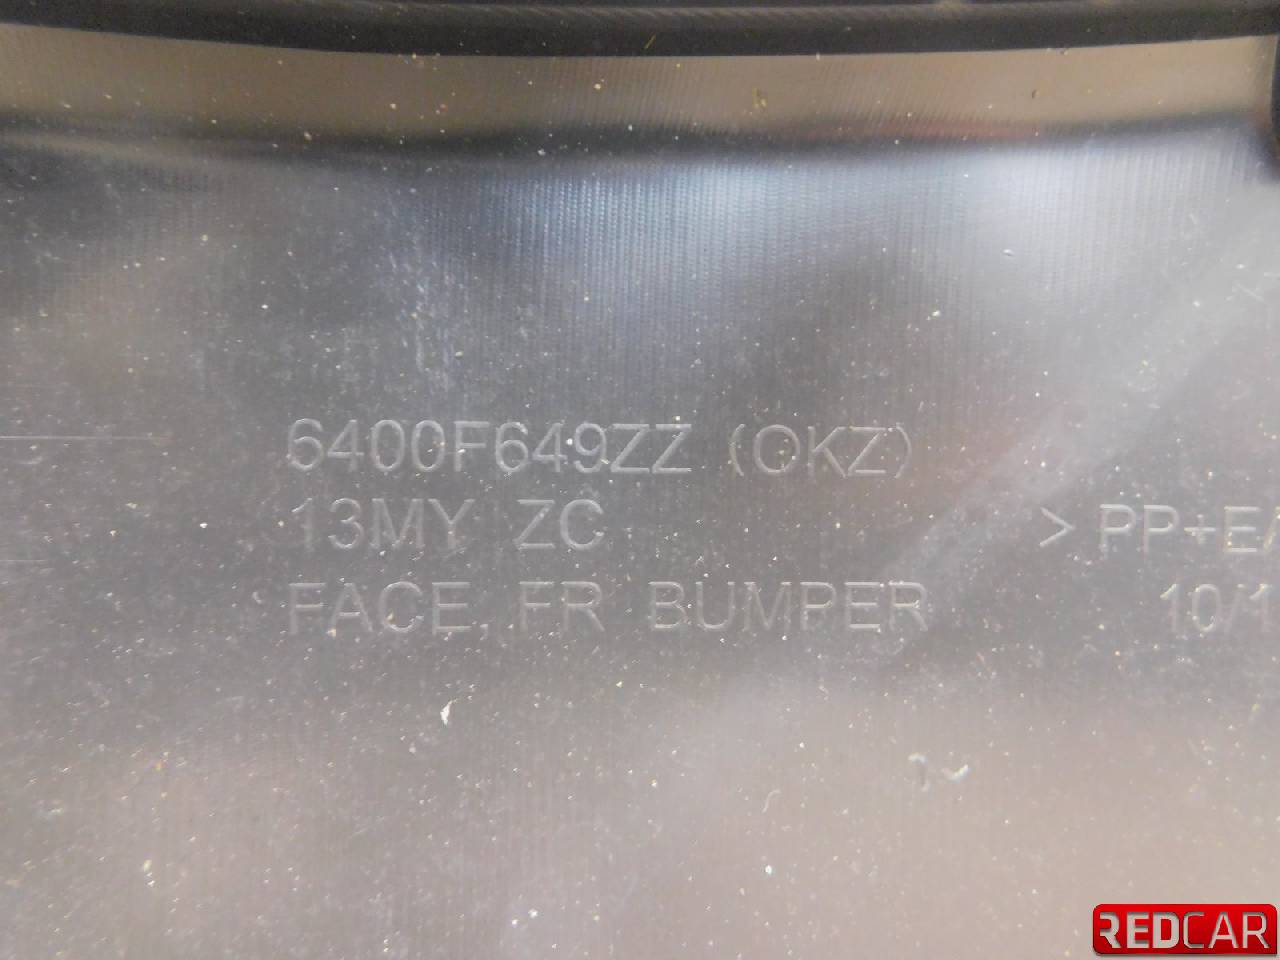 6400F649ZZ (OKZ)
13MY ZC
FACE, FR BUMPER
> PP+E/
10/1
REDCAR